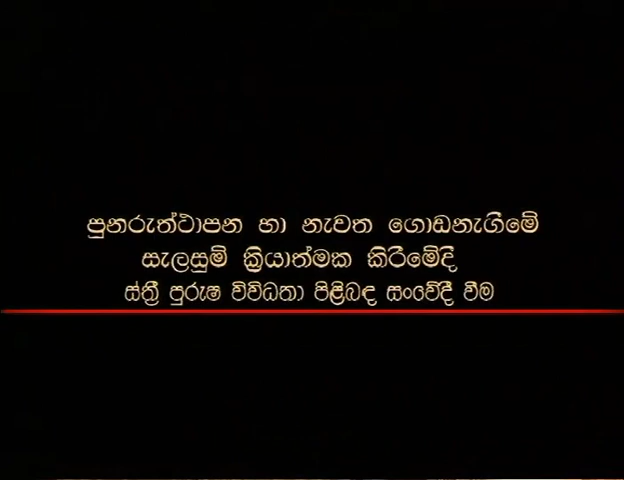 පුනරුත්ථාපන හා නැවත ගොඩනැගීමේ
සැලසුම් ක්‍රියාත්මක කිරීමේදී
ස්ත්‍රී පුරුෂ විවිධතා පිළිබඳ සංවේදී වීම